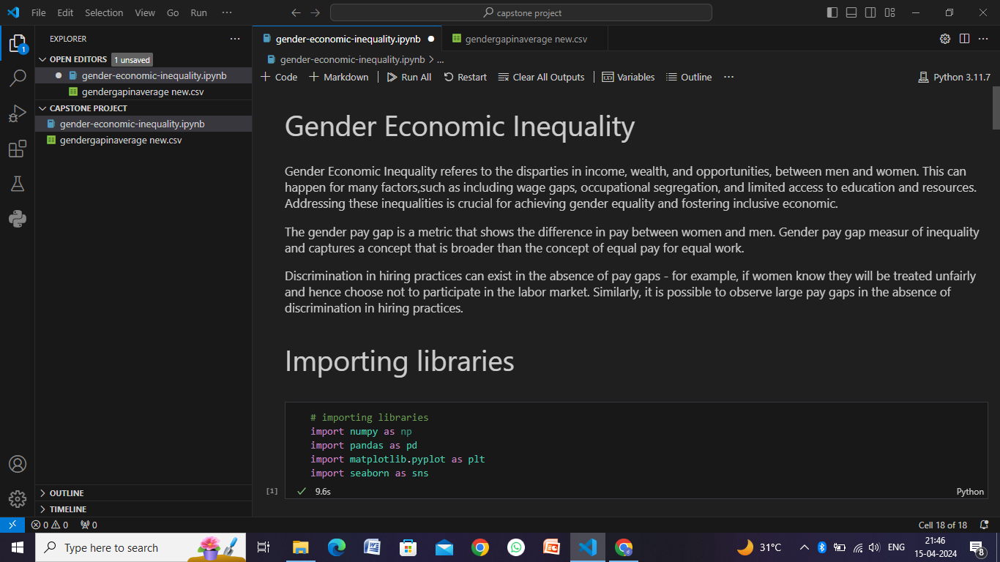 File Edit Selection View Go Run ···
capstone project
EXPLORER ···
OPEN EDITORS 1 unsaved
gender-economic-inequality.ipynb
gendergapinaverage new.csv
CAPSTONE PROJECT
gender-economic-inequality.ipynb
gendergapinaverage new.csv
OUTLINE
TIMELINE
gender-economic-inequality.ipynb gendergapinaverage new.csv ···
gender-economic-inequality.ipynb > ...
+ Code + Markdown Run All Restart Clear All Outputs Variables Outline ··· Python 3.11.7
Gender Economic Inequality
Gender Economic Inequality referes to the disparties in income, wealth, and opportunities, between men and women. This can
happen for many factors,such as including wage gaps, occupational segregation, and limited access to education and resources.
Addressing these inequalities is crucial for achieving gender equality and fostering inclusive economic.
The gender pay gap is a metric that shows the difference in pay between women and men. Gender pay gap measur of inequality
and captures a concept that is broader than the concept of equal pay for equal work.
Discrimination in hiring practices can exist in the absence of pay gaps - for example, if women know they will be treated unfairly
and hence choose not to participate in the labor market. Similarly, it is possible to observe large pay gaps in the absence of
discrimination in hiring practices.
Importing libraries
# importing libraries
import numpy as np
import pandas as pd
import matplotlib.pyplot as plt
import seaborn as sns
[1] 9.6s Python
0 0 0 Cell 18 of 18
Type here to search
31°C ENG 21:46
15-04-2024 8
1